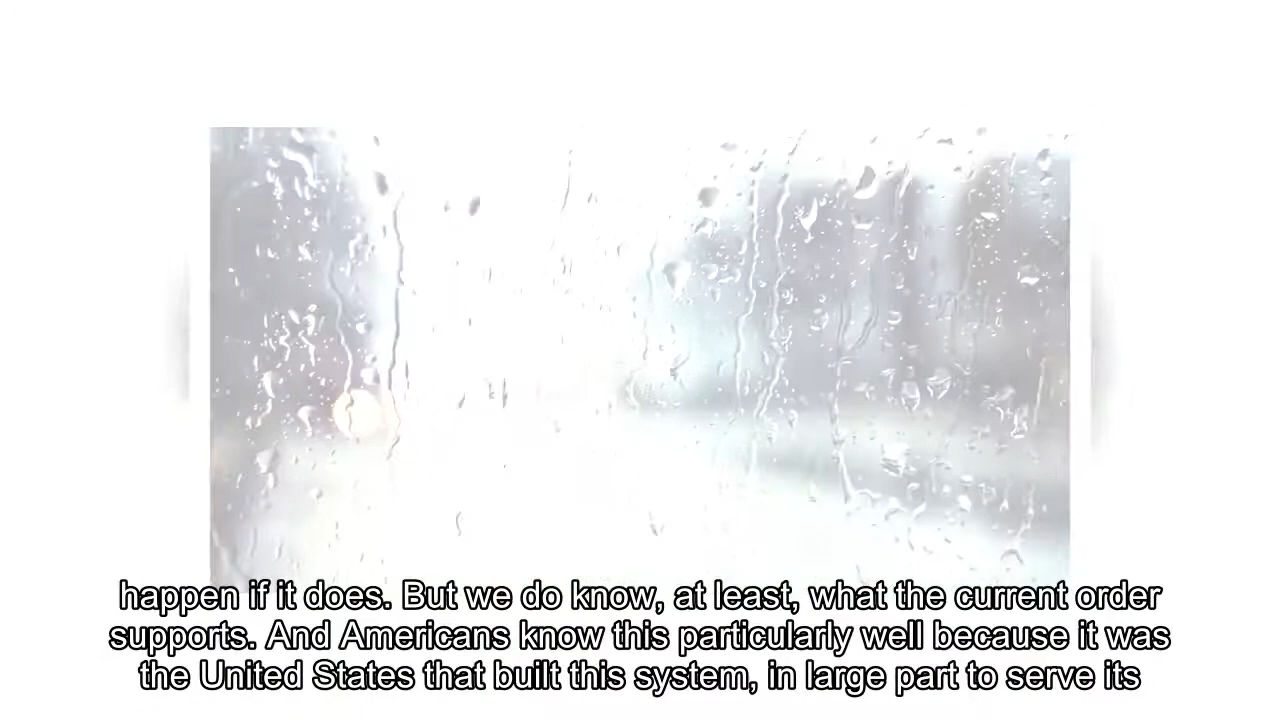 happen if it does. But we do know, at least, what the current order
supports. And Americans know this particularly well because it was
the United States that built this system, in large part to serve its